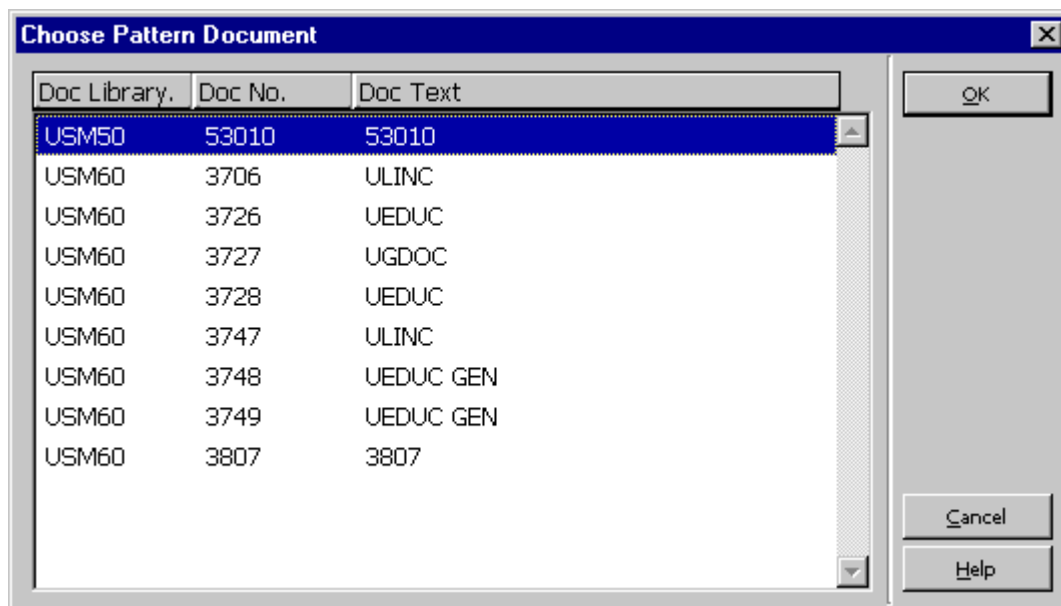 Choose Pattern Document
Doc Library. Doc No. Doc Text
USM50 53010 53010
USM60 3706 ULINC
USM60 3726 UEDUC
USM60 3727 UGDOC
USM60 3728 UEDUC
USM60 3747 ULINC
USM60 3748 UEDUC GEN
USM60 3749 UEDUC GEN
USM60 3807 3807
OK
Cancel
Help